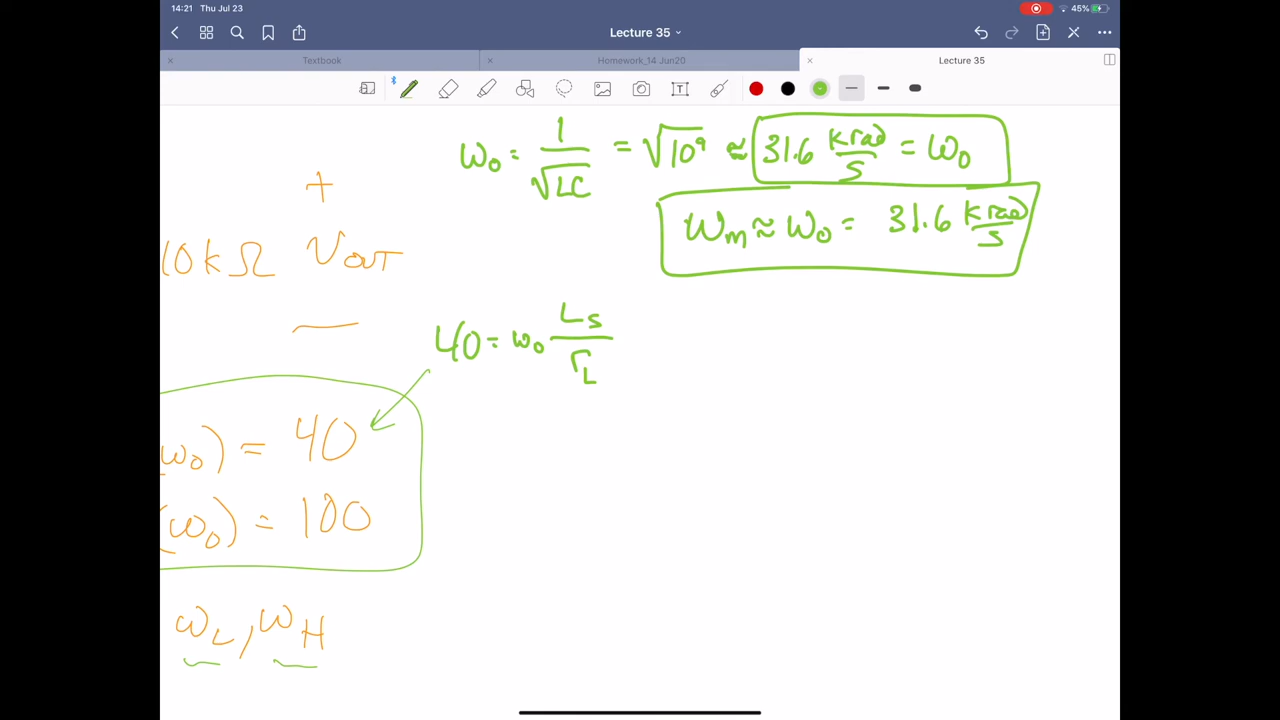 14:21 Thu Jul 23
45%
Lecture 35
Textbook
Homework_14 Jun20
Lecture 35
ω₀ = 1/√LC = √10⁹ ≈ 31.6 krad/s = ω₀
ωm ≈ ω₀ = 31.6 krad/s
+
10kΩ VOUT
—
40 = ω₀ Ls/rL
(ω₀) = 40
(ω₀) = 100
ωL, ωH